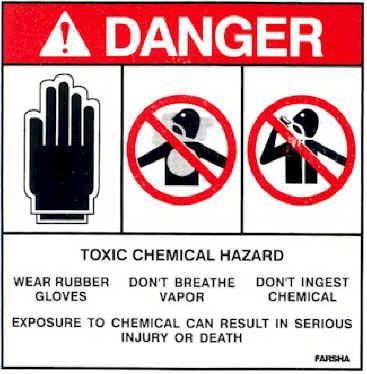 DANGER
TOXIC CHEMICAL HAZARD
WEAR RUBBER GLOVES
DON'T BREATHE VAPOR
DON'T INGEST CHEMICAL
EXPOSURE TO CHEMICAL CAN RESULT IN SERIOUS
INJURY OR DEATH
FARSHA